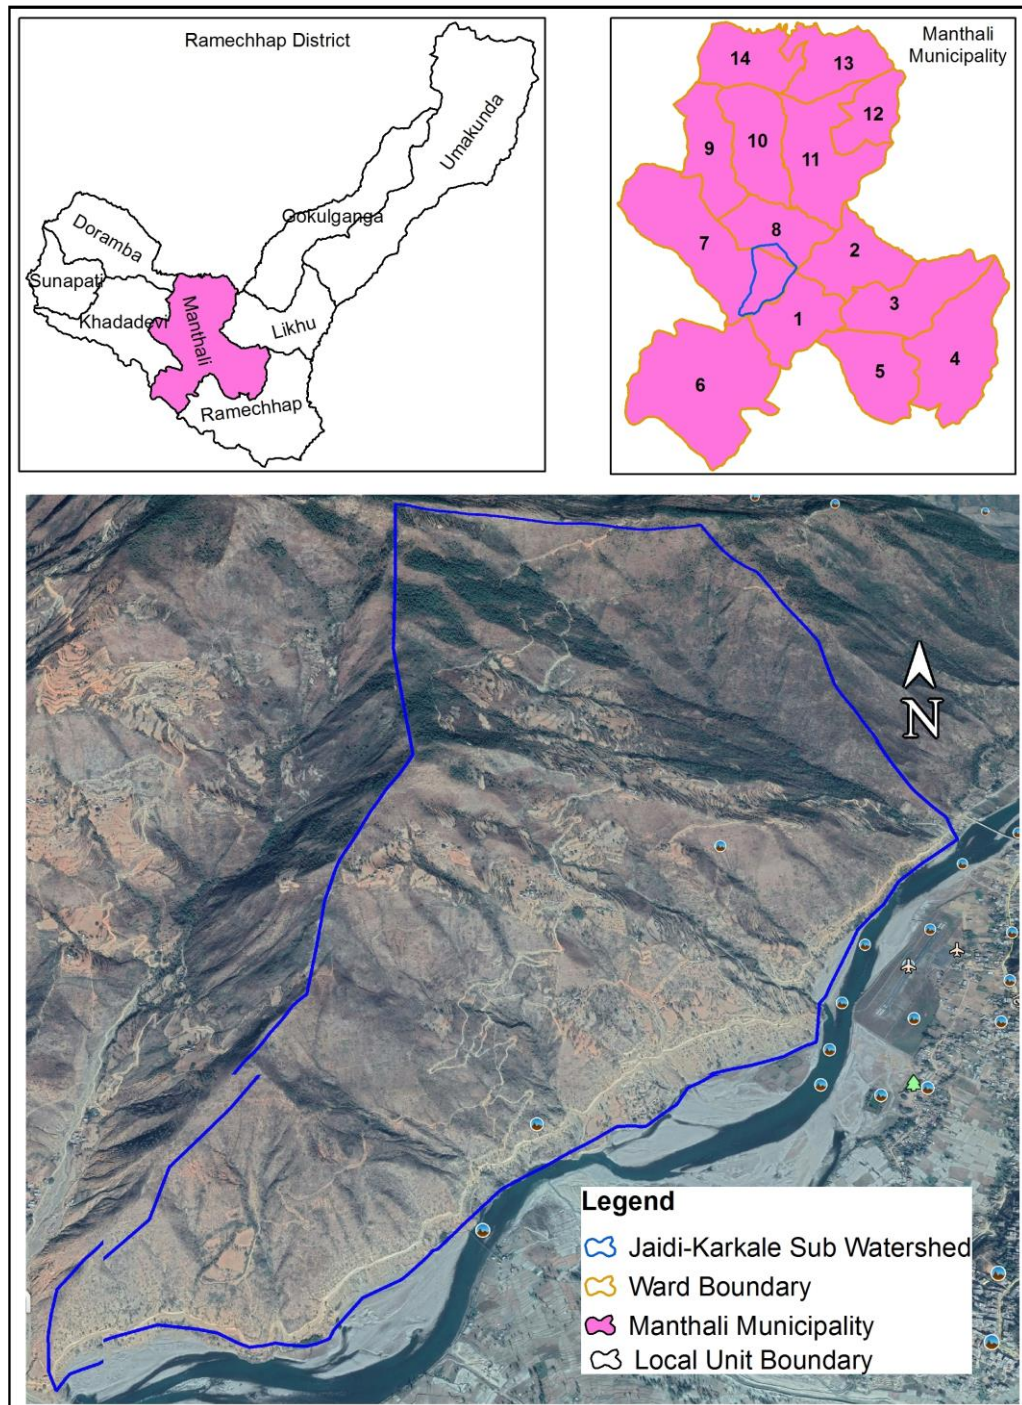 Ramechhap District
Umakunda
Gokulganga
Doramba
Sunapati
Khadadevi
Manthali
Likhu
Ramechhap
Manthali
Municipality
14
13
12
10
9
11
8
7
2
3
1
4
5
6
N
Legend
Jaidi-Karkale Sub Watershed
Ward Boundary
Manthali Municipality
Local Unit Boundary